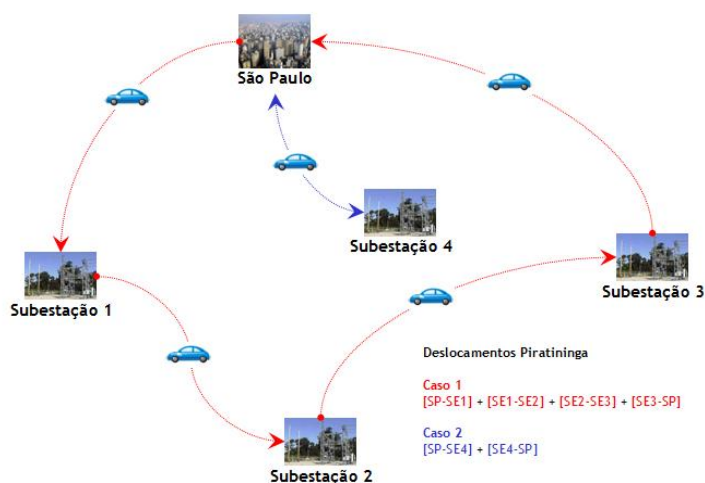 São Paulo
Subestação 4
Subestação 1
Subestação 3
Subestação 2
Deslocamentos Piratininga
Caso 1
[SP-SE1] + [SE1-SE2] + [SE2-SE3] + [SE3-SP]
Caso 2
[SP-SE4] + [SE4-SP]